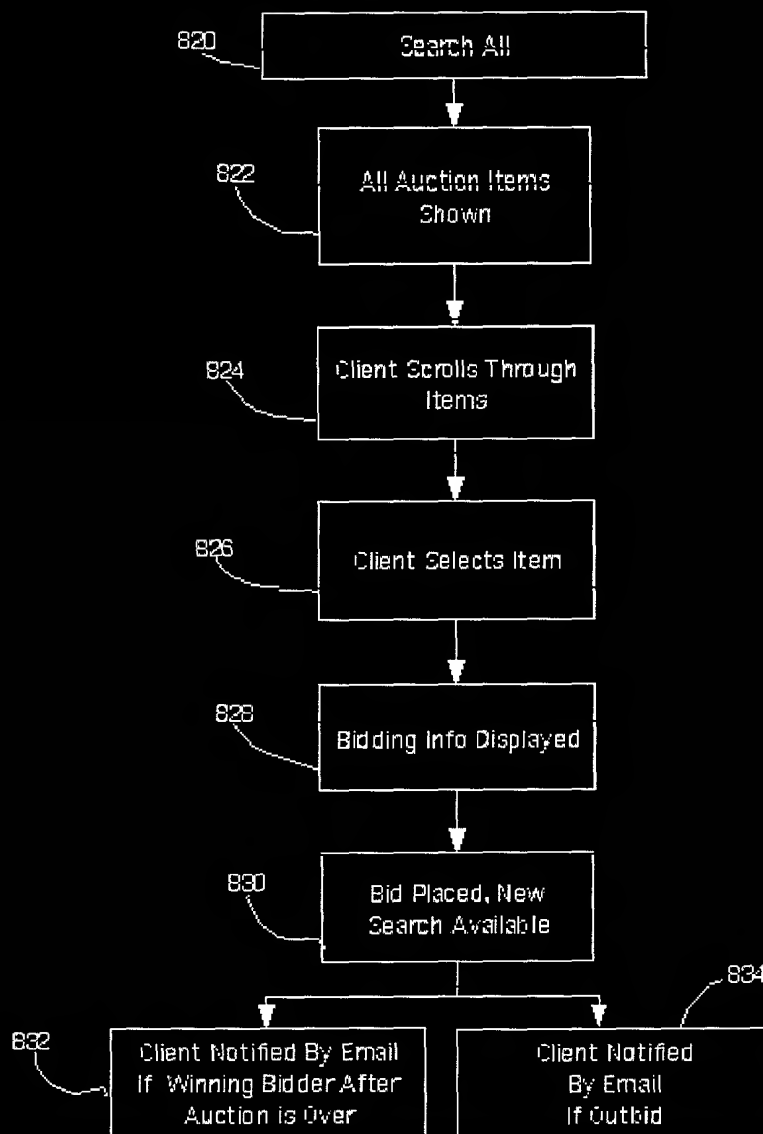 820
Search All
822
All Auction Items
Shown
824
Client Scrolls Through
Items
826
Client Selects Item
828
Bidding Info Displayed
830
Bid Placed, New
Search Available
832
Client Notified By Email
If Winning Bidder After
Auction is Over
834
Client Notified
By Email
If Outbid